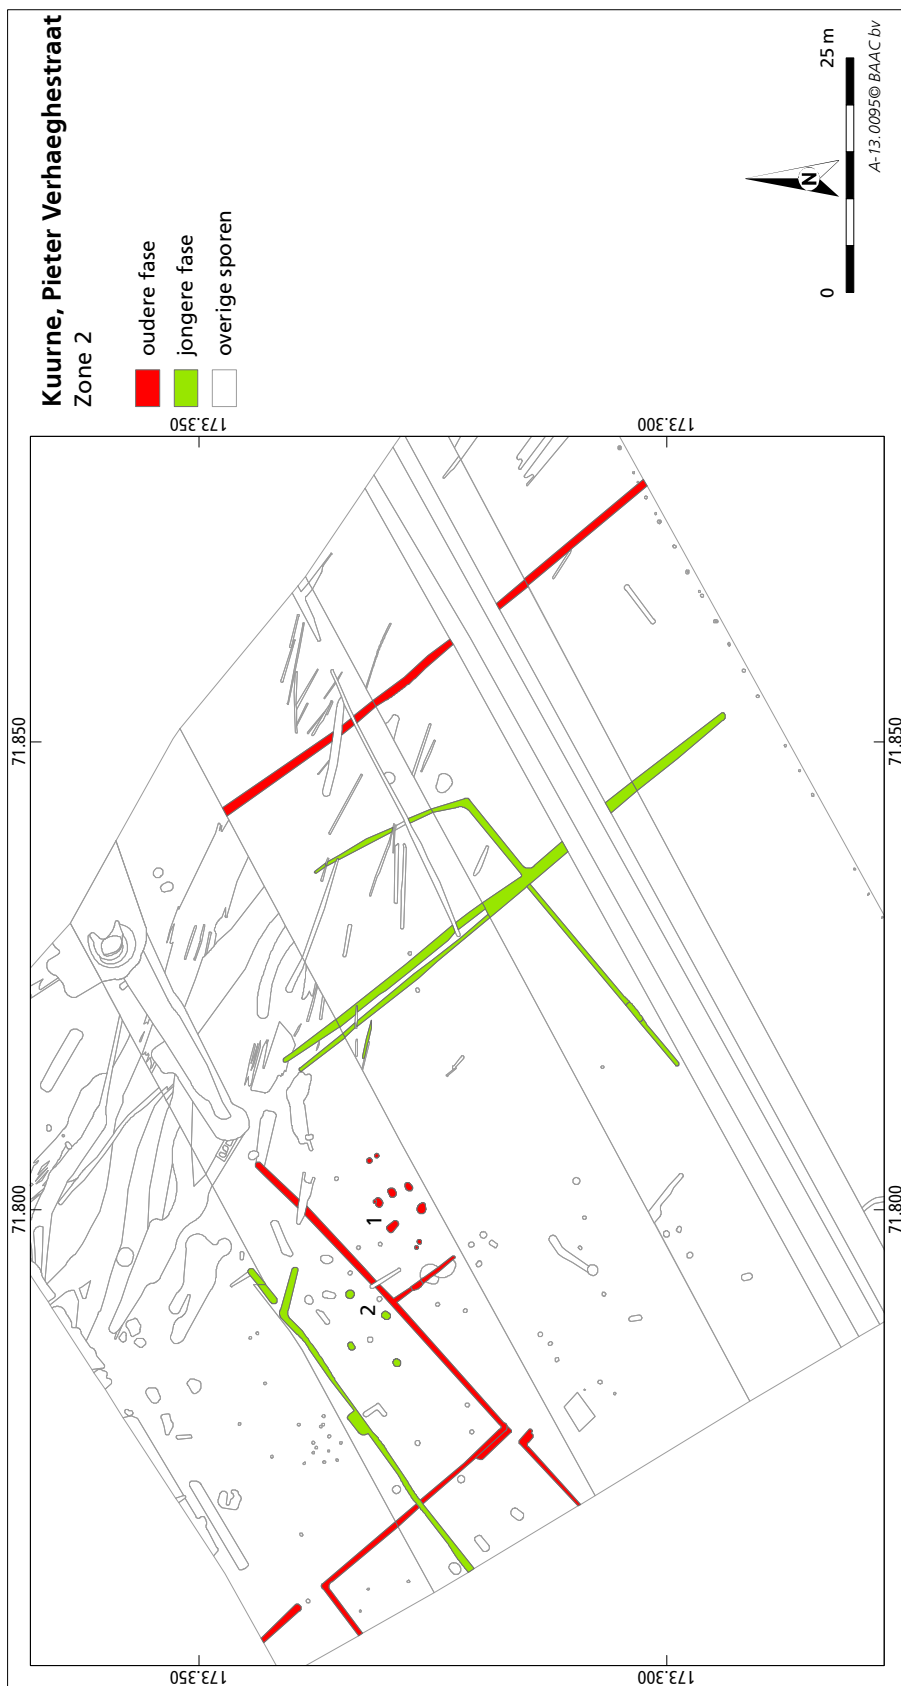 Kuurne, Pieter Verhaeghestraat
Zone 2
oudere fase
jongere fase
overige sporen
173.350
173.300
71.850
71.850
71.800
71.800
1
2
173.350
173.300
N
0
25 m
A-13.0095© BAAC bv